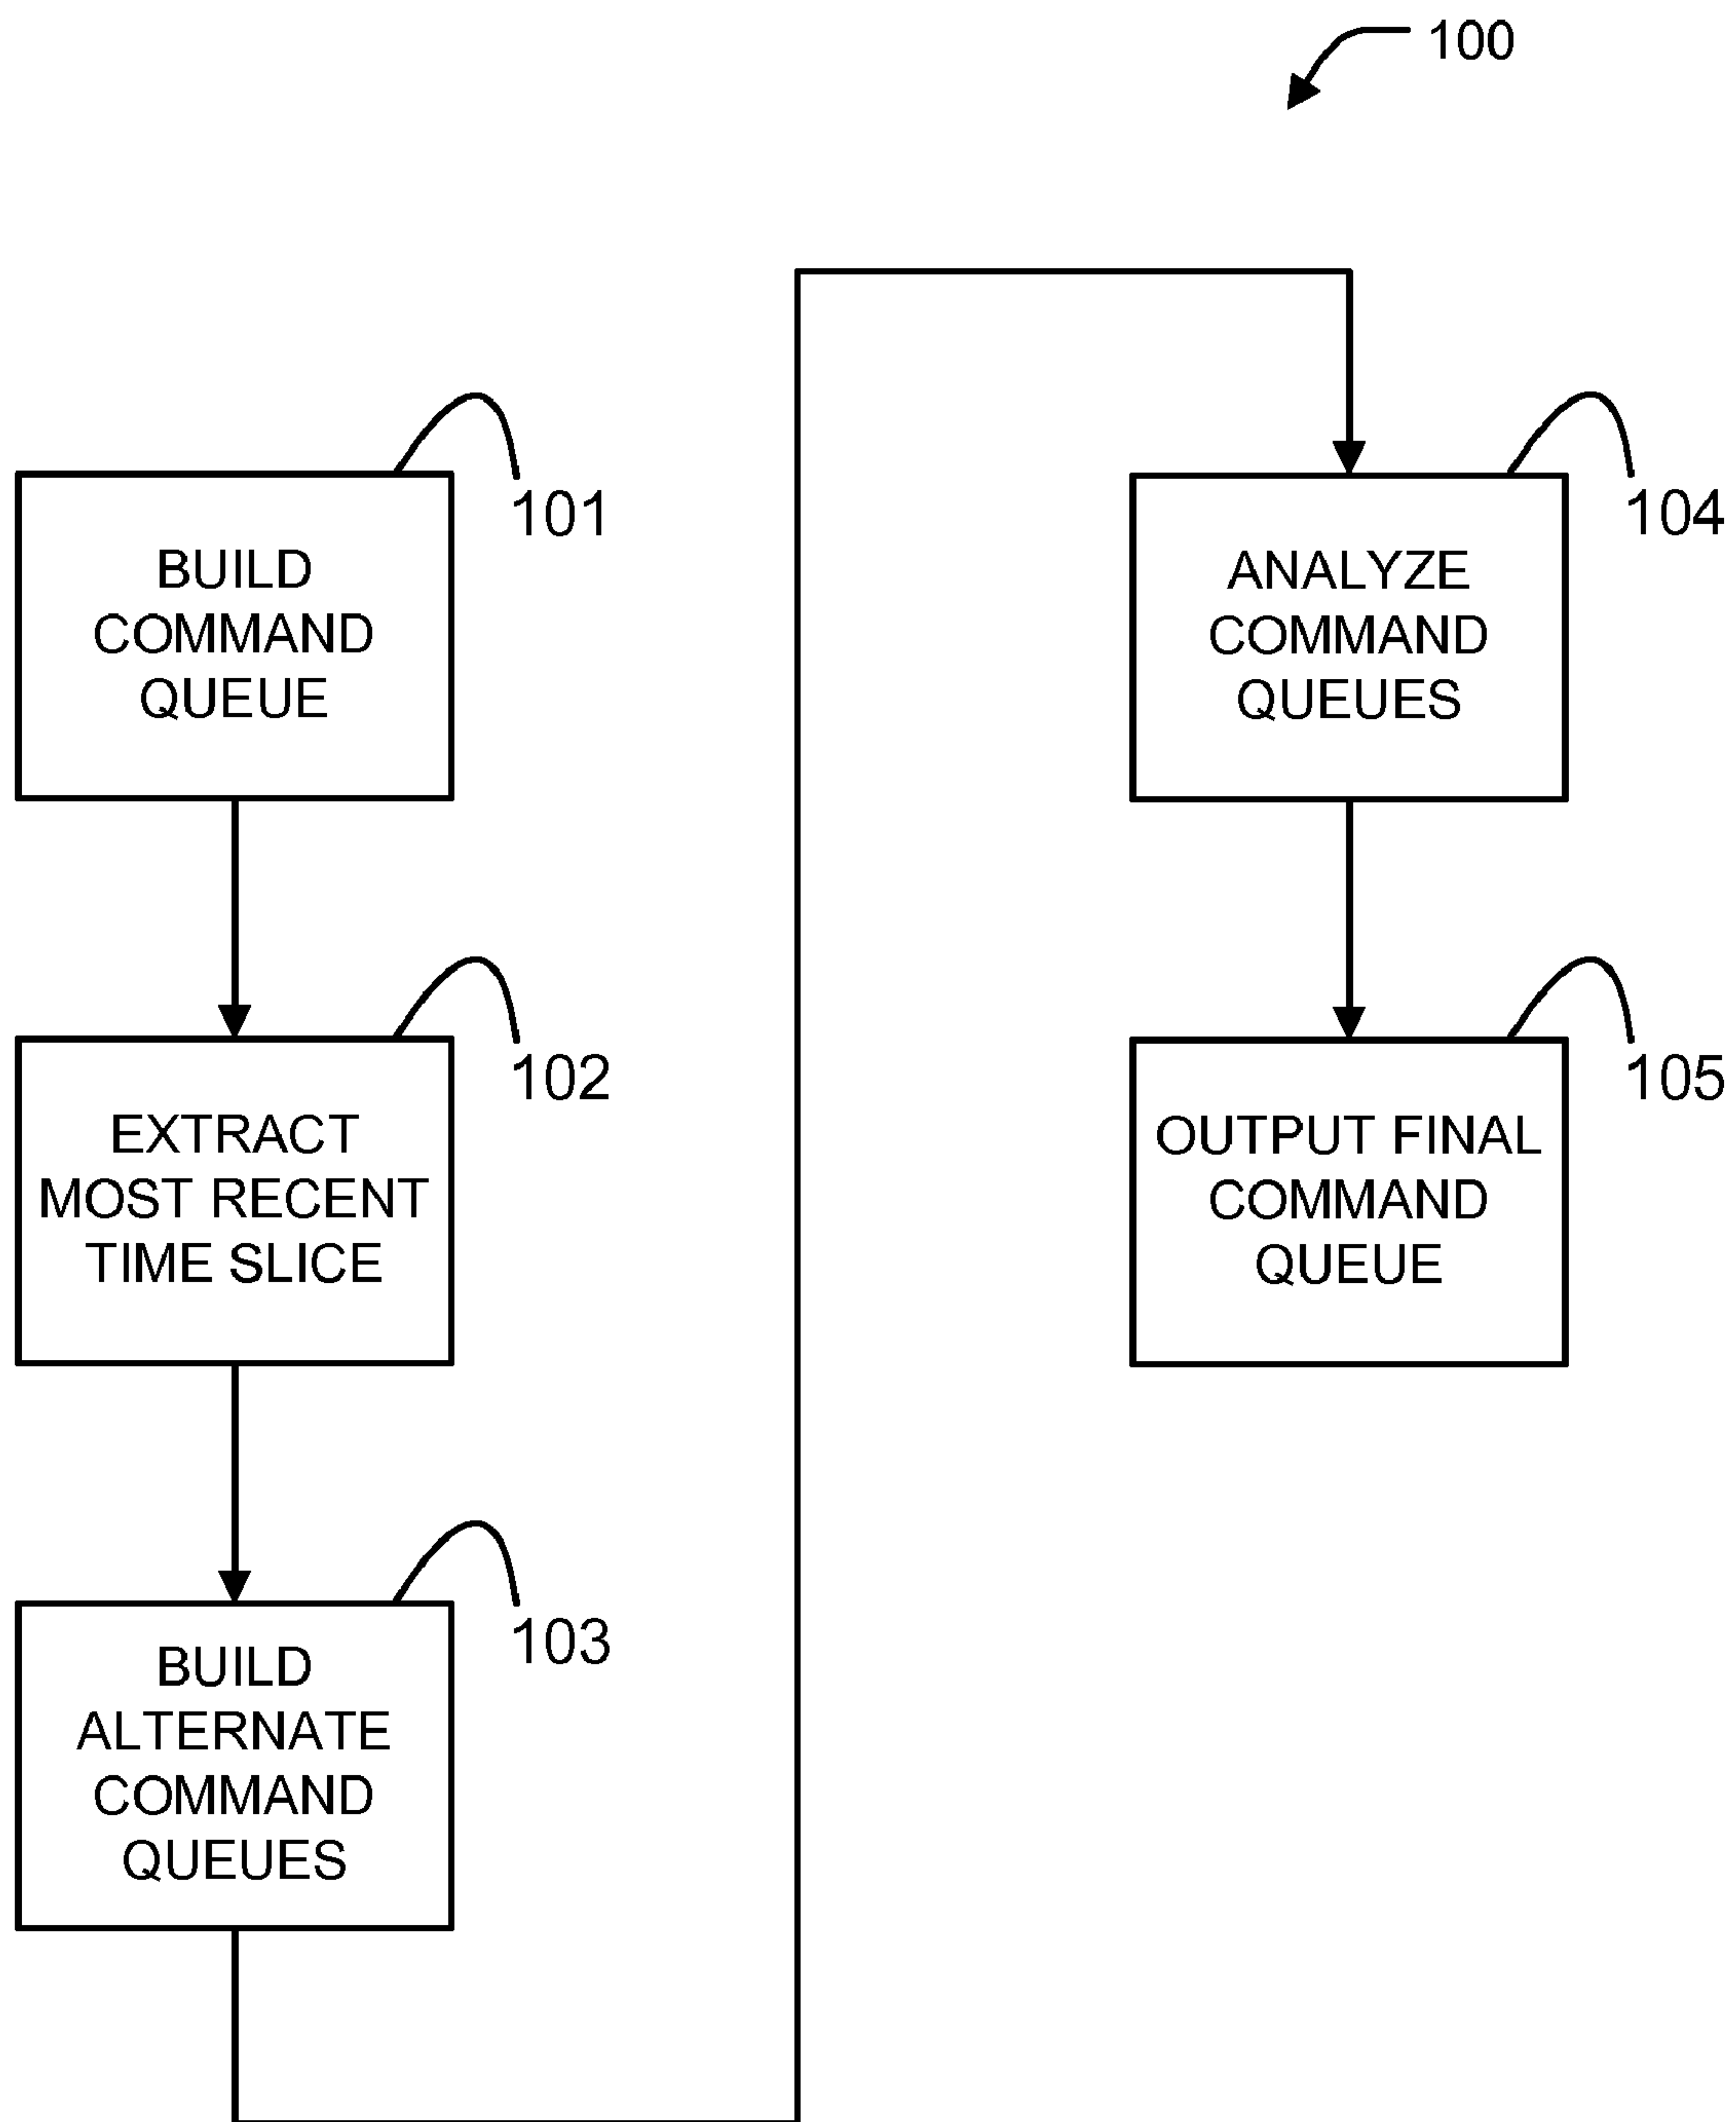 100
101
BUILD
COMMAND
QUEUE
102
EXTRACT
MOST RECENT
TIME SLICE
103
BUILD
ALTERNATE
COMMAND
QUEUES
104
ANALYZE
COMMAND
QUEUES
105
OUTPUT FINAL
COMMAND
QUEUE